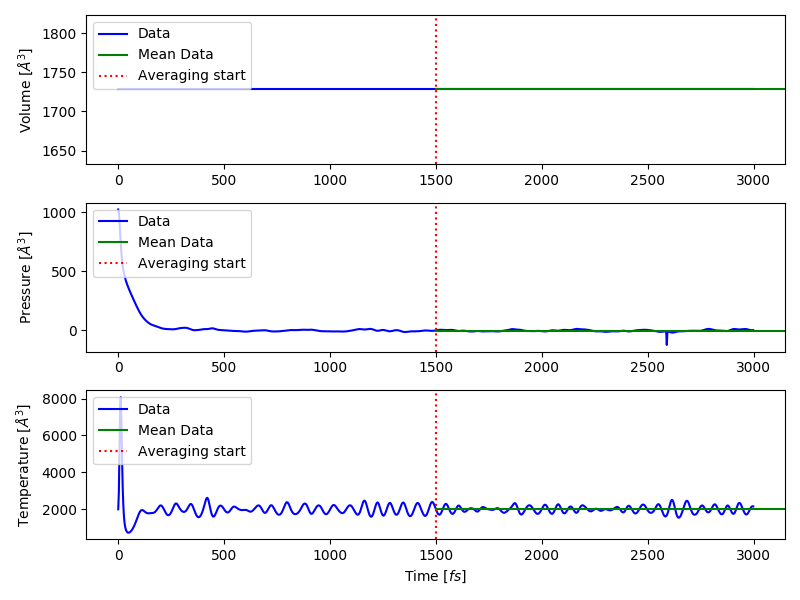 1800
1750
1700
1650
Volume [Å³]
Data
Mean Data
Averaging start
0 500 1000 1500 2000 2500 3000
1000
500
0
Pressure [Å³]
Data
Mean Data
Averaging start
0 500 1000 1500 2000 2500 3000
8000
6000
4000
2000
Temperature [Å³]
Data
Mean Data
Averaging start
0 500 1000 1500 2000 2500 3000
Time [fs]